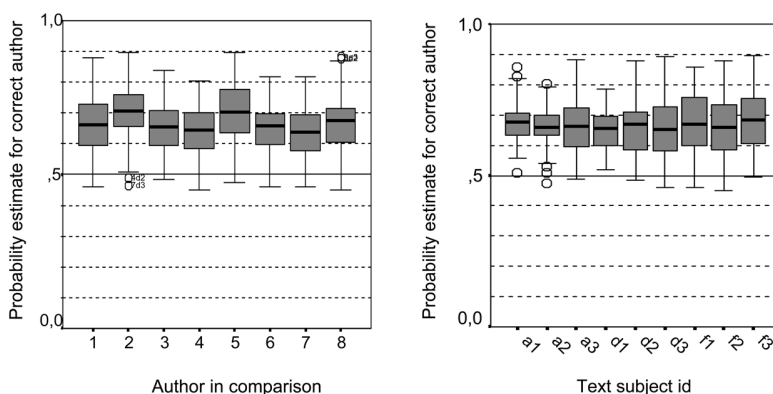 Probability estimate for correct author
1,0
,5
0,0
4d2
7d3
1 2 3 4 5 6 7 8
Author in comparison
Probability estimate for correct author
1,0
,5
0,0
a1 a2 a3 d1 d2 d3 f1 f2 f3
Text subject id